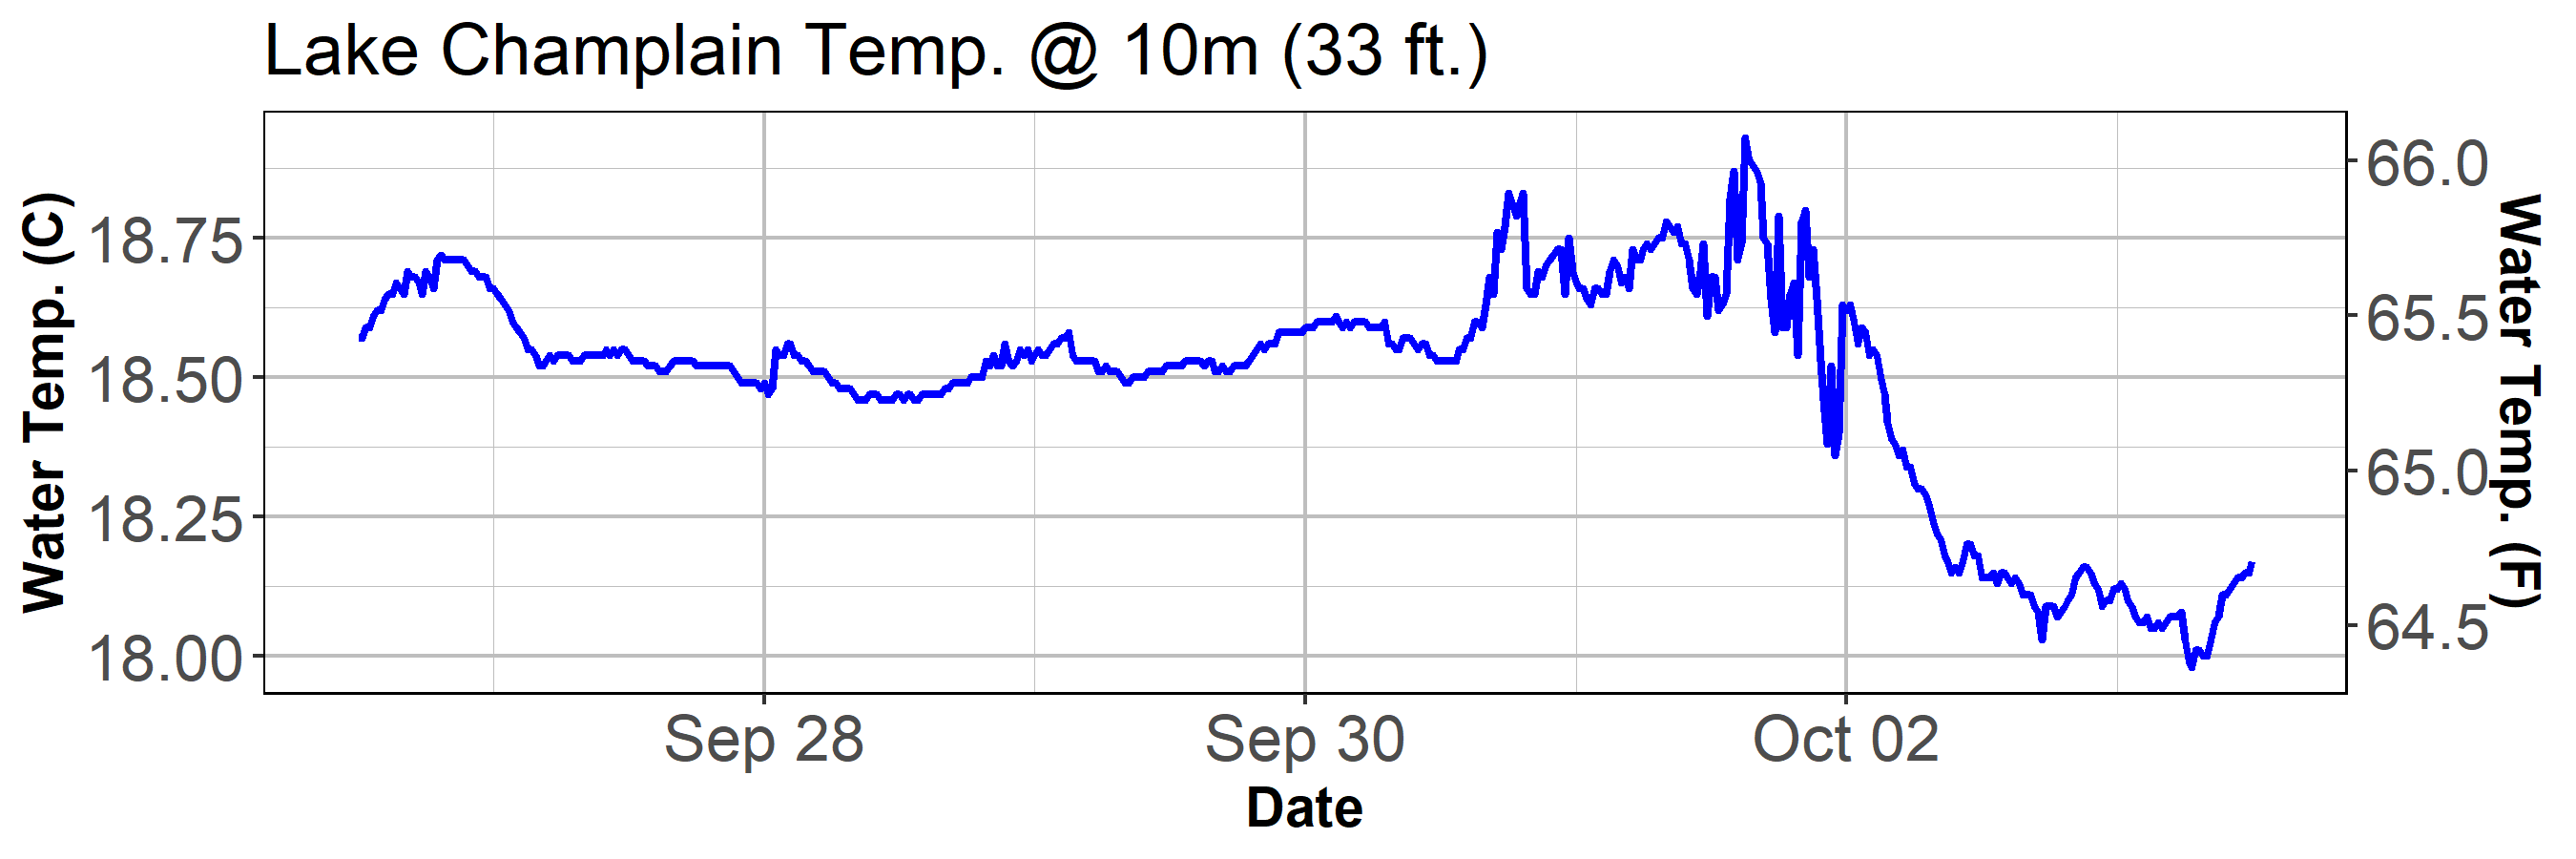 Lake Champlain Temp. @ 10m (33 ft.)
Water Temp. (C)
18.75
18.50
18.25
18.00
66.0
65.5
65.0
64.5
Water Temp. (F)
Sep 28 Sep 30 Oct 02
Date